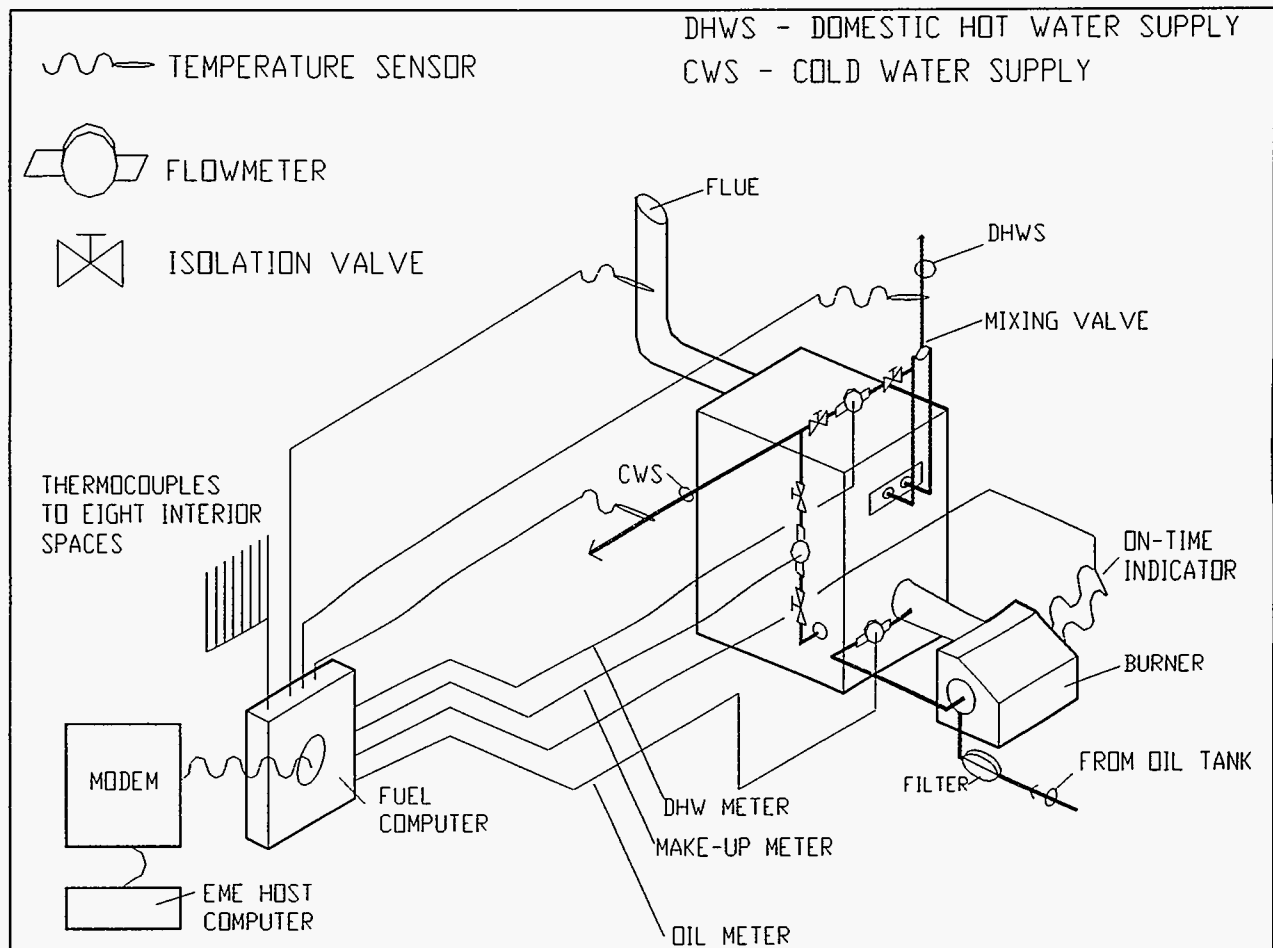 DHWS - DOMESTIC HOT WATER SUPPLY
CWS - COLD WATER SUPPLY
TEMPERATURE SENSOR
FLOWMETER
ISOLATION VALVE
FLUE
DHWS
MIXING VALVE
CWS
THERMOCOUPLES
TO EIGHT INTERIOR
SPACES
ON-TIME
INDICATOR
BURNER
MODEM
FUEL
COMPUTER
FILTER
FROM OIL TANK
DHW METER
MAKE-UP METER
EME HOST
COMPUTER
OIL METER